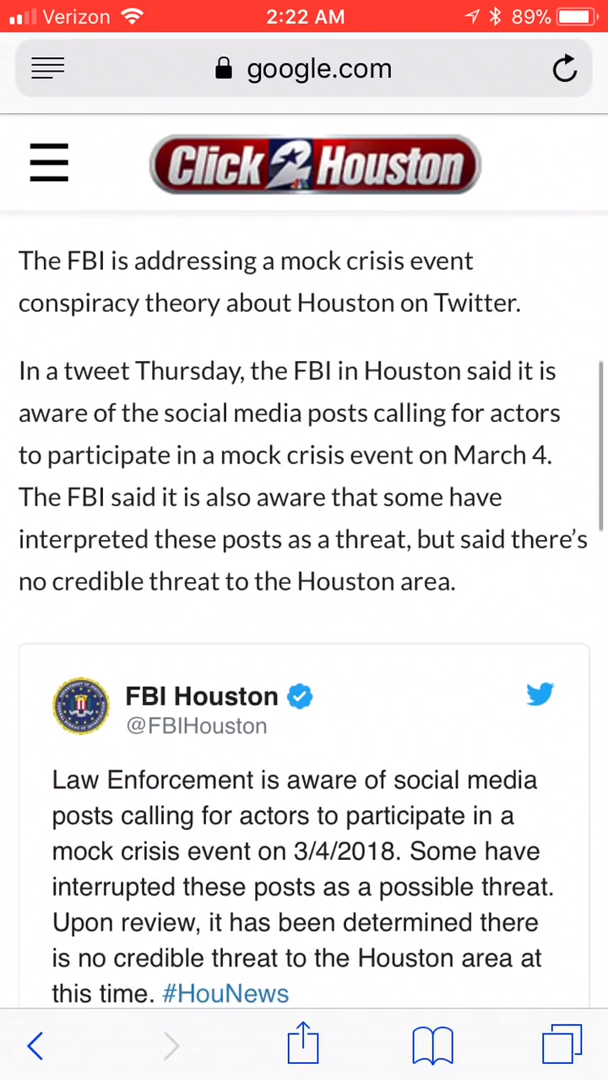 Verizon 2:22 AM 89%
google.com
Click 2 Houston
The FBI is addressing a mock crisis event
conspiracy theory about Houston on Twitter.
In a tweet Thursday, the FBI in Houston said it is
aware of the social media posts calling for actors
to participate in a mock crisis event on March 4.
The FBI said it is also aware that some have
interpreted these posts as a threat, but said there's
no credible threat to the Houston area.
FBI Houston
@FBIHouston
Law Enforcement is aware of social media
posts calling for actors to participate in a
mock crisis event on 3/4/2018. Some have
interrupted these posts as a possible threat.
Upon review, it has been determined there
is no credible threat to the Houston area at
this time. #HouNews